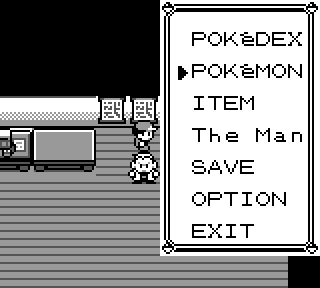 POKéDEX
POKéMON
ITEM
The Man
SAVE
OPTION
EXIT